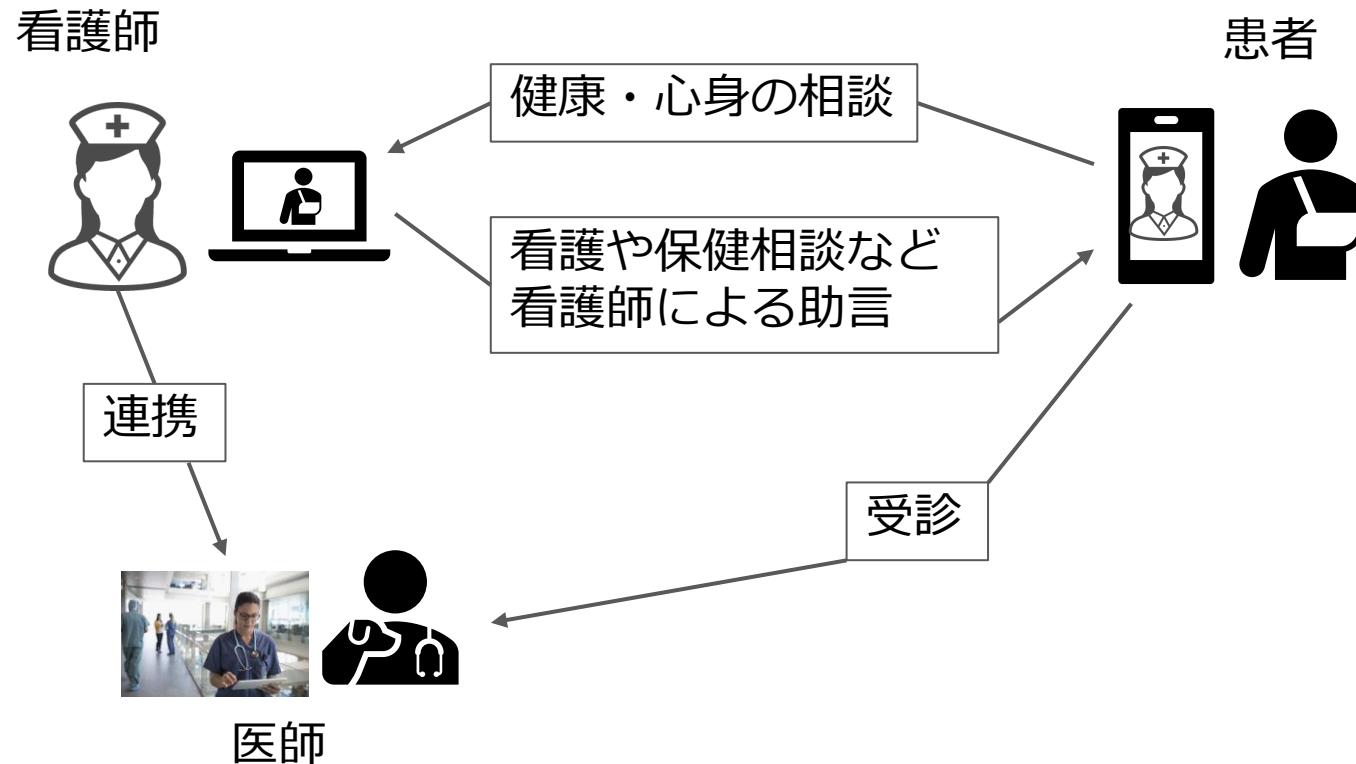 看護師
患者
健康・心身の相談
看護や保健相談など
看護師による助言
連携
受診
医師